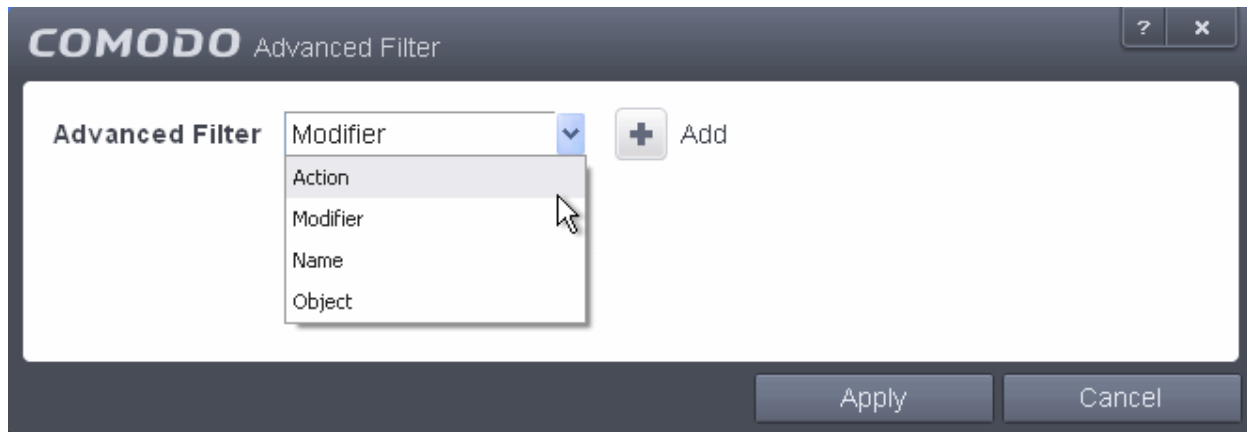 COMODO Advanced Filter ? x
Advanced Filter Modifier + Add
Action
Modifier
Name
Object
Apply Cancel